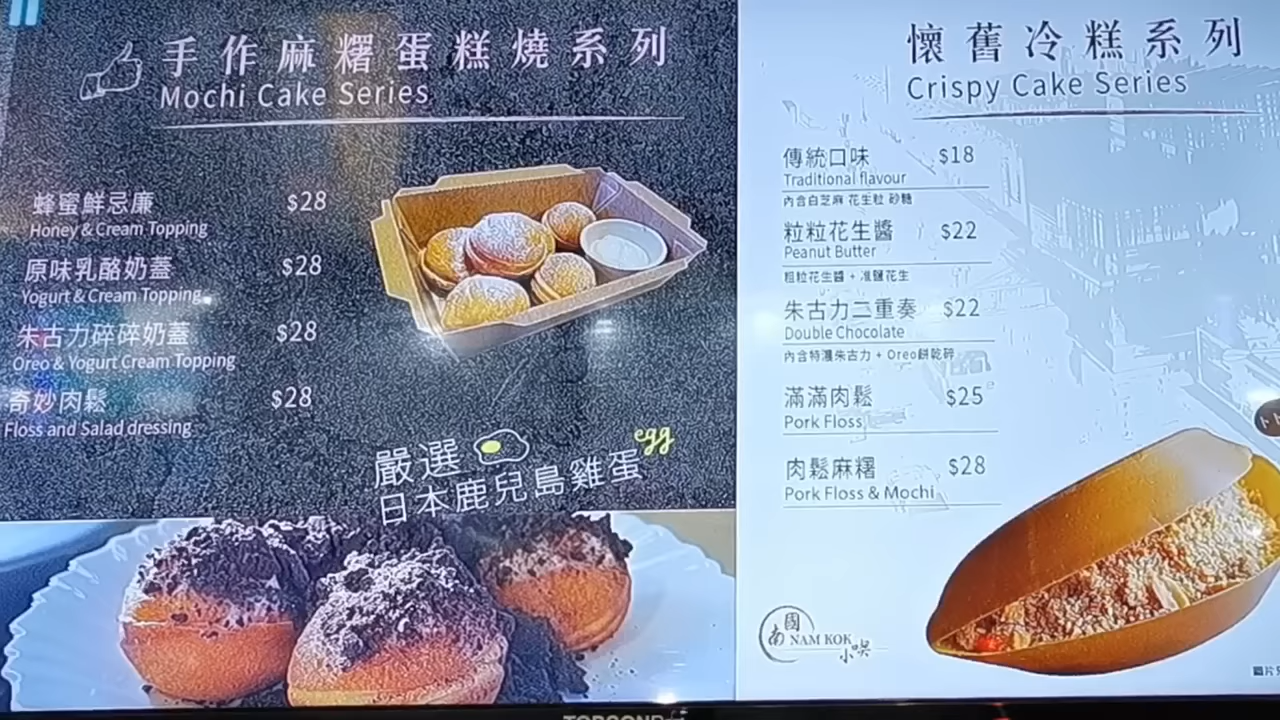 手作麻糬蛋糕燒系列
Mochi Cake Series
蜂蜜鮮忌廉 $28
Honey & Cream Topping
原味乳酪奶蓋 $28
Yogurt & Cream Topping
朱古力碎碎奶蓋 $28
Oreo & Yogurt Cream Topping
奇妙肉鬆 $28
Floss and Salad dressing
嚴選
egg
日本鹿兒島雞蛋
懷舊冷糕系列
Crispy Cake Series
傳統口味 $18
Traditional flavour
內含白芝麻 花生粒 砂糖
粒粒花生醬 $22
Peanut Butter
粗粒花生醬 + 准鹽花生
朱古力二重奏 $22
Double Chocolate
內含特濃朱古力 + Oreo餅乾碎
滿滿肉鬆 $25
Pork Floss
肉鬆麻糬 $28
Pork Floss & Mochi
南國
NAM KOK
小喫